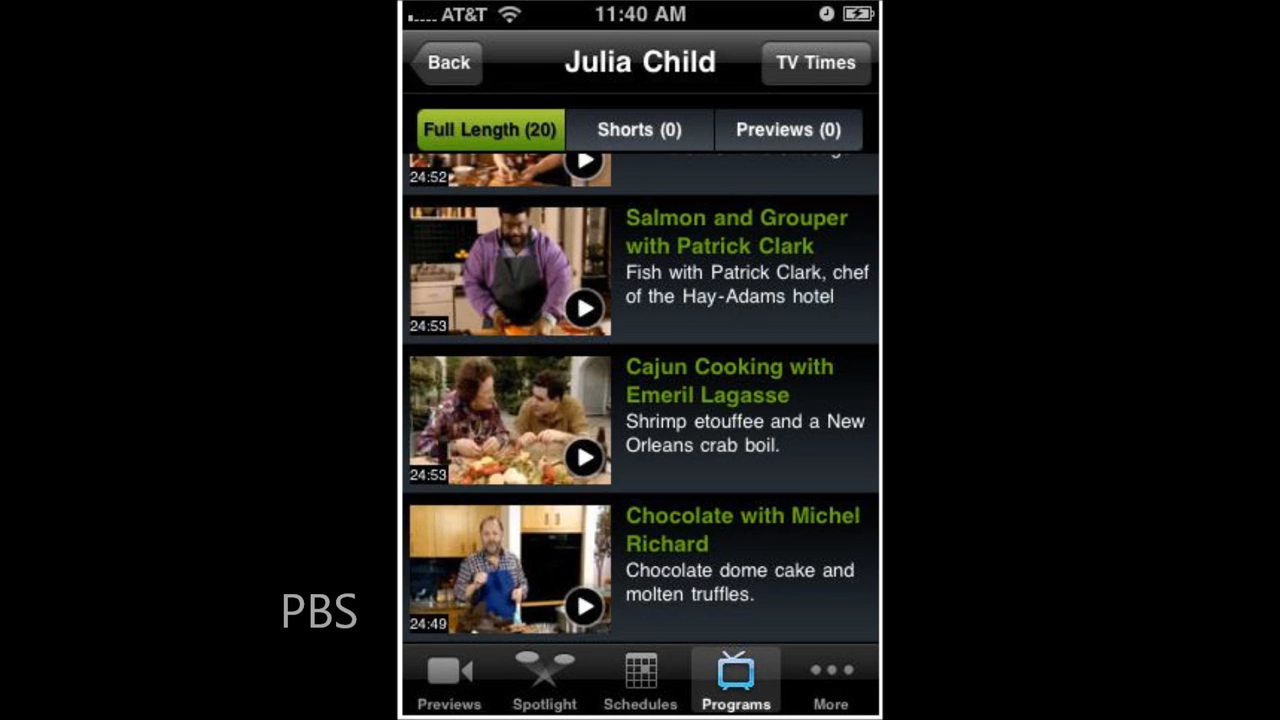 AT&T 11:40 AM
Back Julia Child TV Times
Full Length (20) Shorts (0) Previews (0)
24:52
Salmon and Grouper
with Patrick Clark
Fish with Patrick Clark, chef
of the Hay-Adams hotel
24:53
Cajun Cooking with
Emeril Lagasse
Shrimp etouffee and a New
Orleans crab boil.
24:53
Chocolate with Michel
Richard
Chocolate dome cake and
molten truffles.
24:49
PBS
Previews Spotlight Schedules Programs More